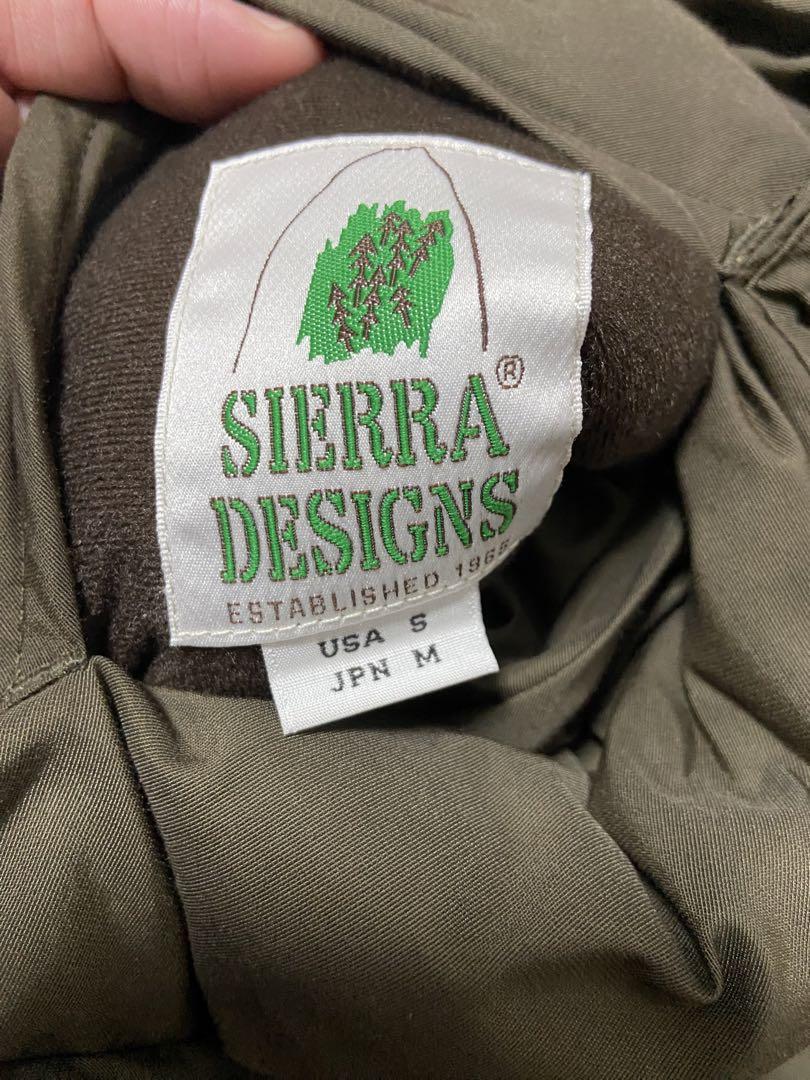 SIERRA®
DESIGNS
ESTABLISHED 1965
USA S
JPN M